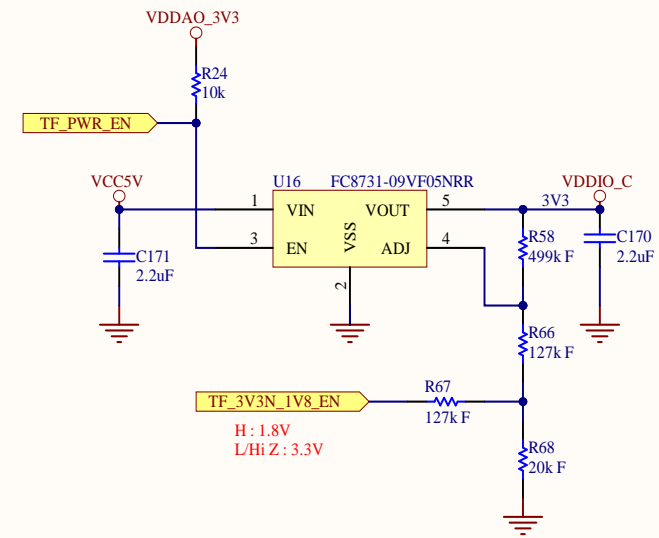 VDDAO_3V3
R24
10k
TF_PWR_EN
VCC5V
U16 FC8731-09VF05NRR
VDDIO_C
1 VIN VOUT 5
3V3
VSS
3 EN ADJ 4
2
C171
2.2uF
R58
499k F
C170
2.2uF
R66
127k F
TF_3V3N_1V8_EN
R67
127k F
H : 1.8V
L/Hi Z : 3.3V
R68
20k F